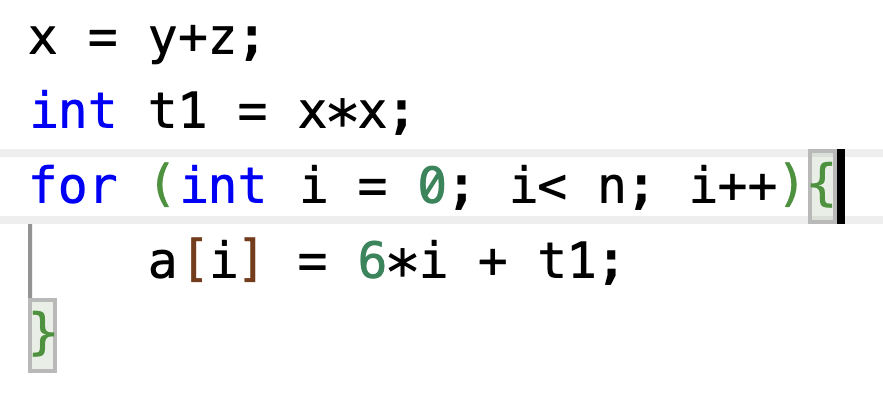 x = y+z;
int t1 = x*x;
for (int i = 0; i< n; i++){
    a[i] = 6*i + t1;
}